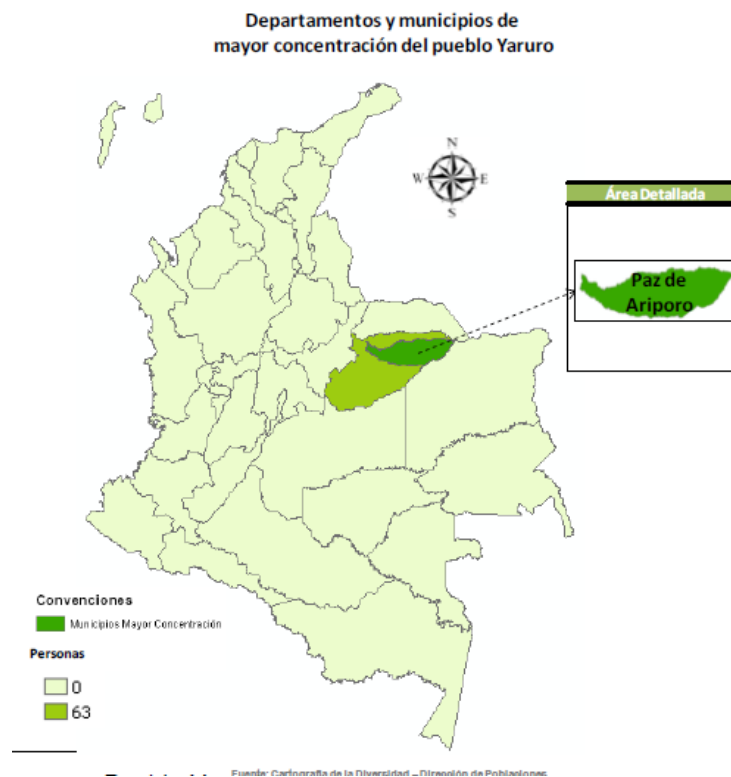 Departamentos y municipios de
mayor concentración del pueblo Yaruro
N
W E
S
Área Detallada
Paz de
Ariporo
Convenciones
Municipios Mayor Concentración
Personas
0
63
Fuente: Cartografía de la Diversidad – Dirección de Poblaciones